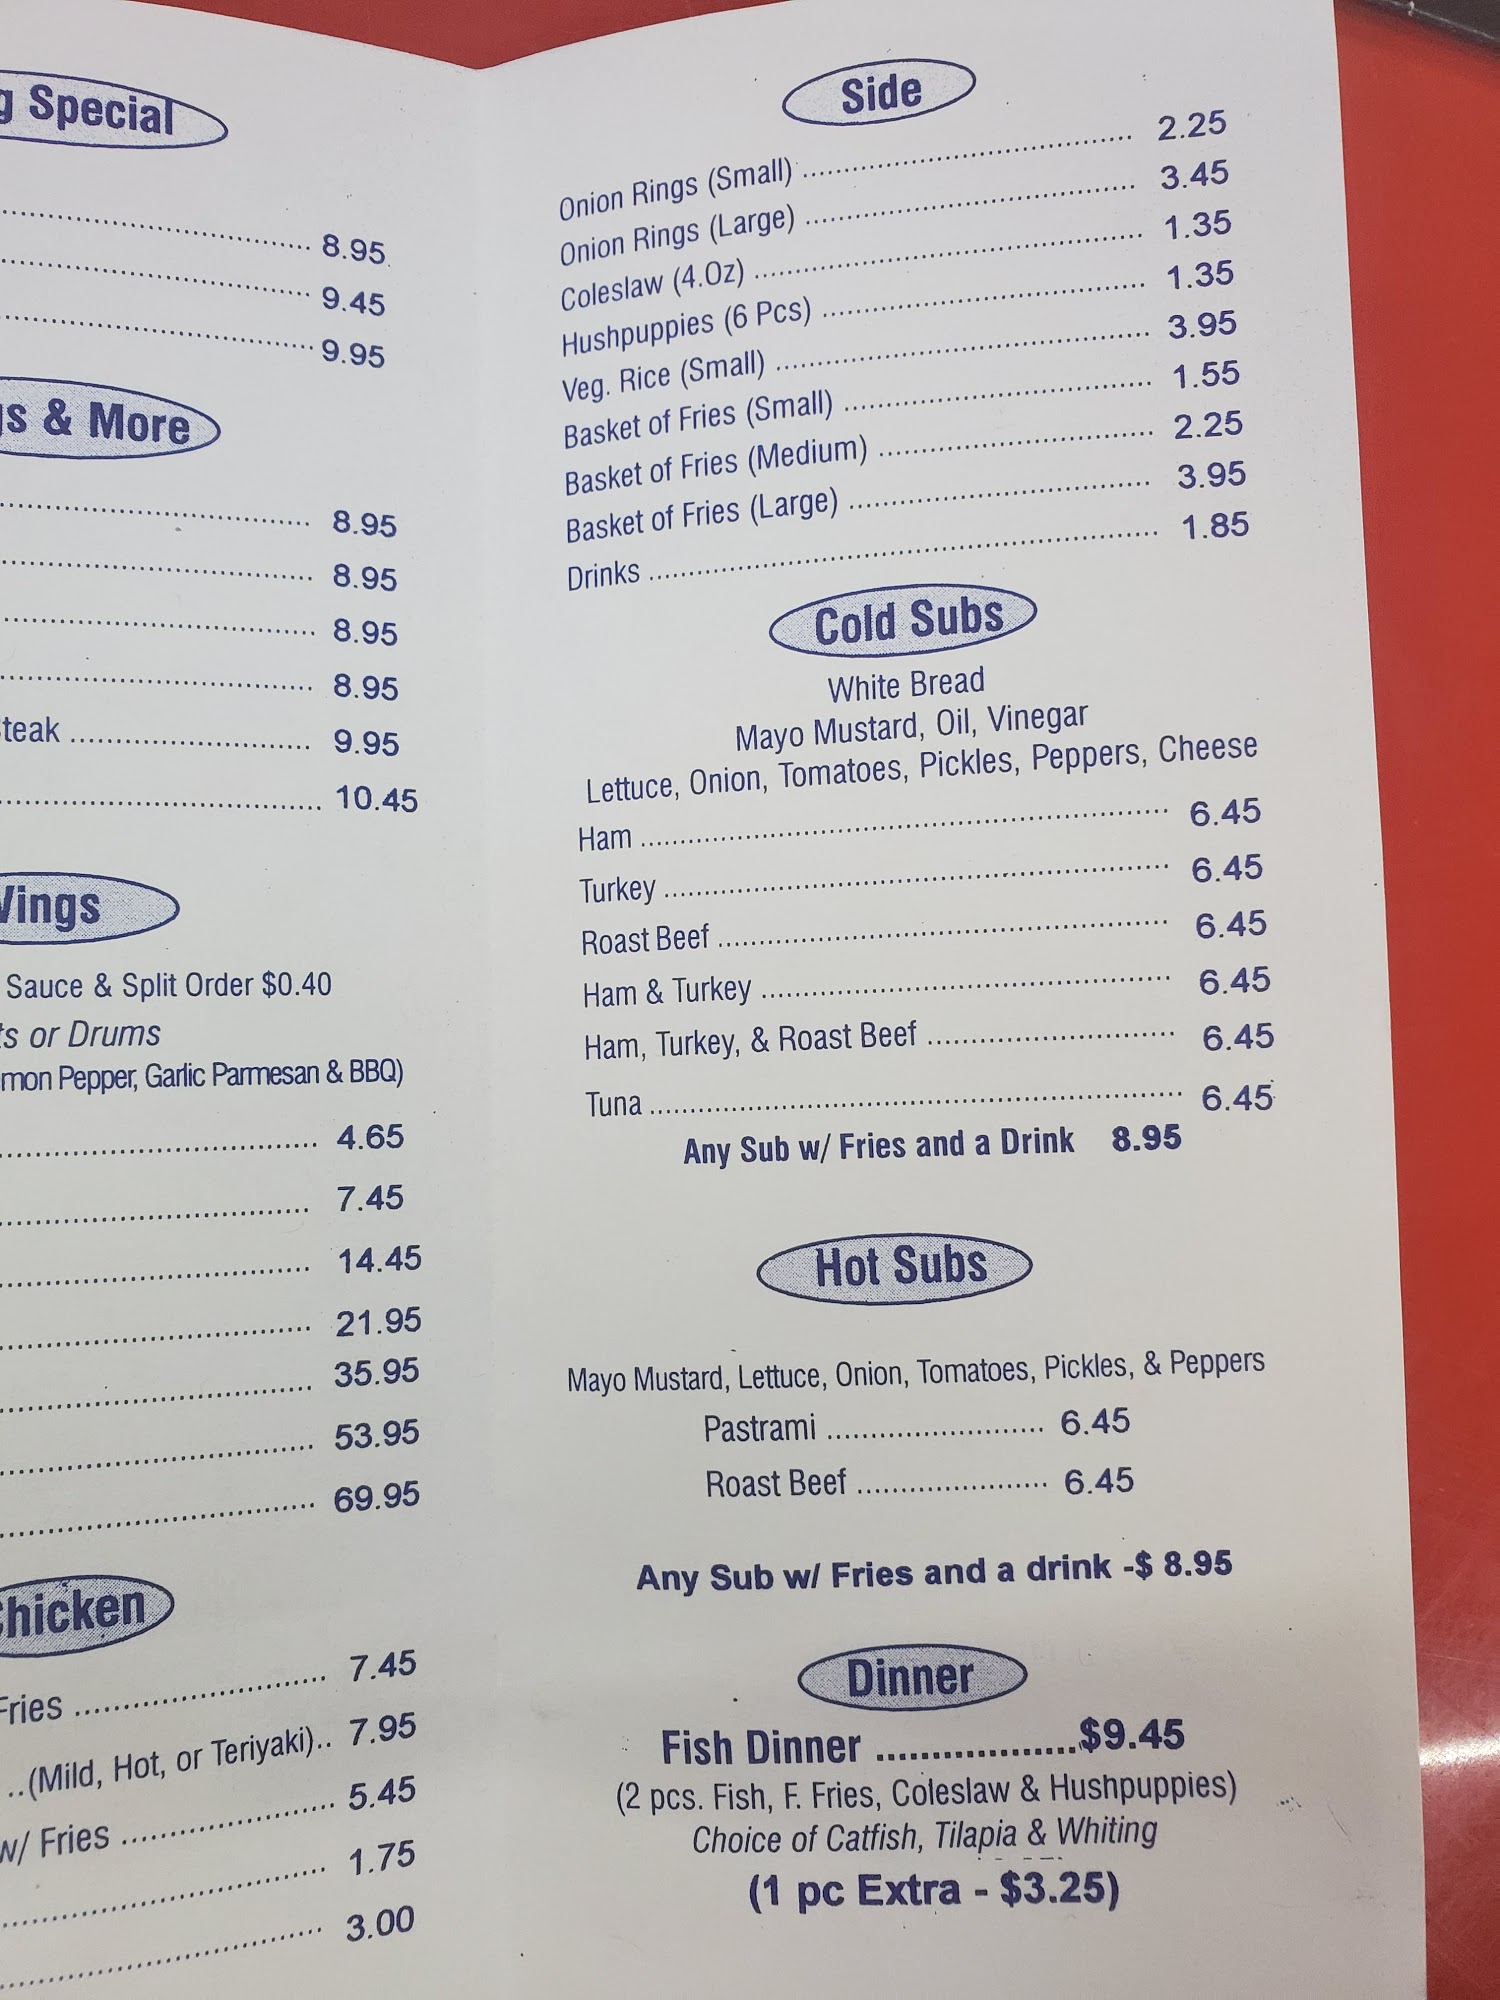 Special
8.95
9.45
9.95
& More
8.95
8.95
8.95
8.95
9.95
10.45
Sauce & Split Order $0.40
or Drums
Pepper, Garlic Parmesan & BBQ)
4.65
7.45
14.45
21.95
35.95
53.95
69.95
7.45
(Mild, Hot, or Teriyaki).. 7.95
w/ Fries 5.45
1.75
3.00
Side
Onion Rings (Small) 2.25
Onion Rings (Large) 3.45
Coleslaw (4.Oz) 1.35
Hushpuppies (6 Pcs) 1.35
Veg. Rice (Small) 3.95
Basket of Fries (Small) 1.55
Basket of Fries (Medium) 2.25
Basket of Fries (Large) 3.95
Drinks 1.85
Cold Subs
White Bread
Mayo Mustard, Oil, Vinegar
Lettuce, Onion, Tomatoes, Pickles, Peppers, Cheese
Ham 6.45
Turkey 6.45
Roast Beef 6.45
Ham & Turkey 6.45
Ham, Turkey, & Roast Beef 6.45
Tuna 6.45
Any Sub w/ Fries and a Drink 8.95
Hot Subs
Mayo Mustard, Lettuce, Onion, Tomatoes, Pickles, & Peppers
Pastrami 6.45
Roast Beef 6.45
Any Sub w/ Fries and a drink -$ 8.95
Dinner
Fish Dinner $9.45
(2 pcs. Fish, F. Fries, Coleslaw & Hushpuppies)
Choice of Catfish, Tilapia & Whiting
(1 pc Extra - $3.25)